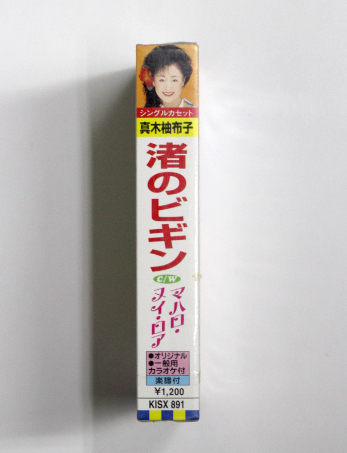 シングルカセット
真木柚布子
渚のビギン
C/W
マハロ・
ヌイ・ロア
●オリジナル
●一般用
カラオケ付
楽譜付
¥1,200
KISX 891